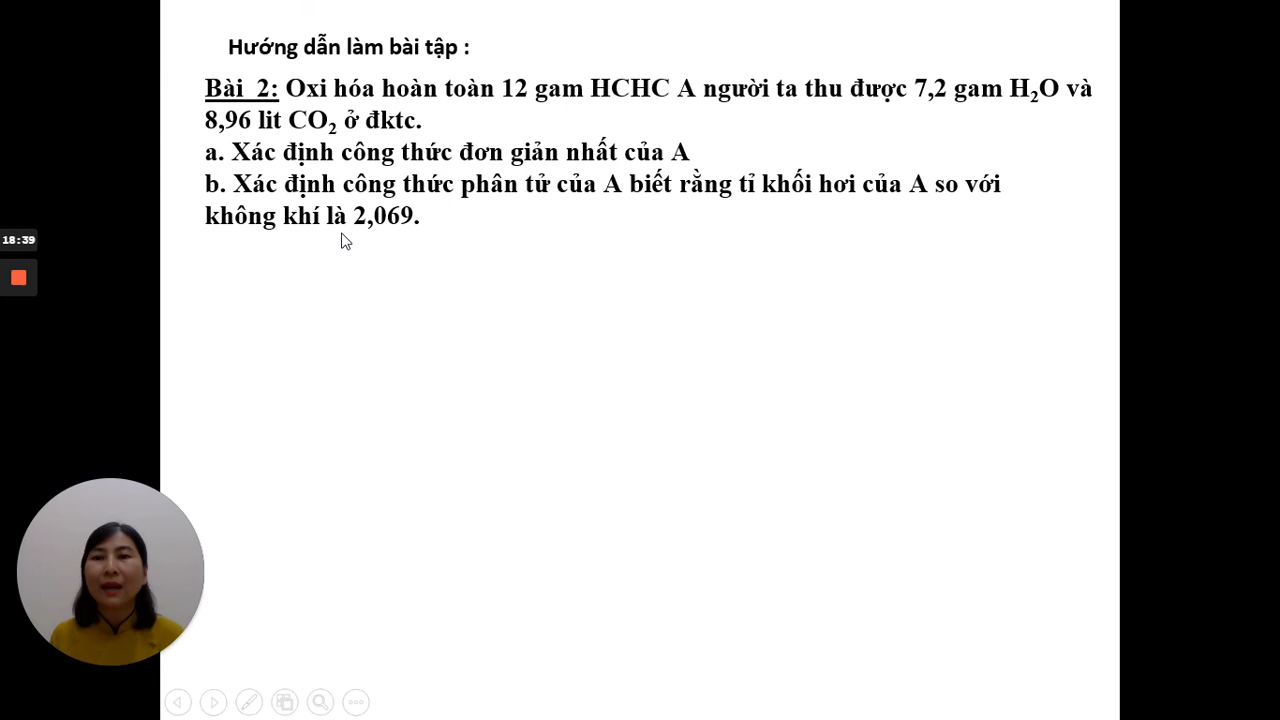 Hướng dẫn làm bài tập :
Bài 2: Oxi hóa hoàn toàn 12 gam HCHC A người ta thu được 7,2 gam H₂O và
8,96 lit CO₂ ở đktc.
a. Xác định công thức đơn giản nhất của A
b. Xác định công thức phân tử của A biết rằng tỉ khối hơi của A so với
không khí là 2,069.
18:39